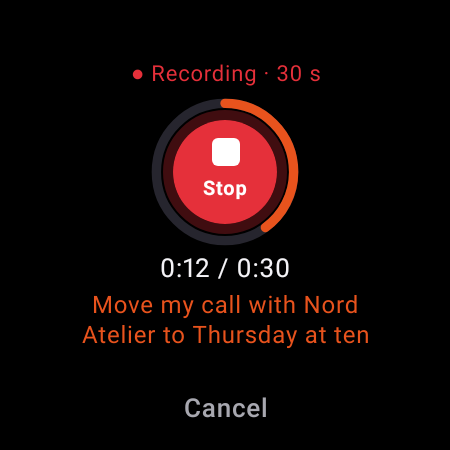 ● Recording · 30 s
Stop
0:12 / 0:30
Move my call with Nord
Atelier to Thursday at ten
Cancel